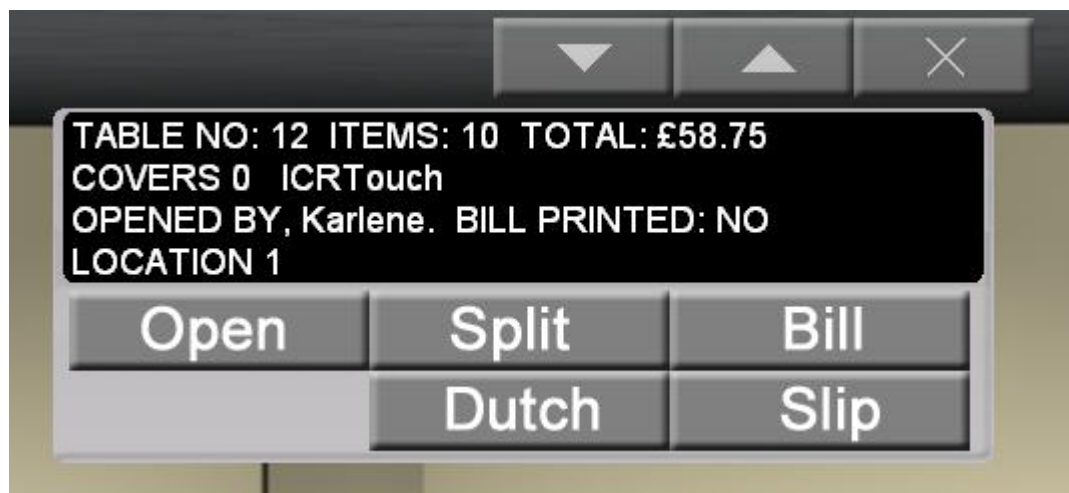 TABLE NO: 12 ITEMS: 10 TOTAL: £58.75
COVERS 0 ICRTouch
OPENED BY, Karlene. BILL PRINTED: NO
LOCATION 1
Open Split Bill
Dutch Slip